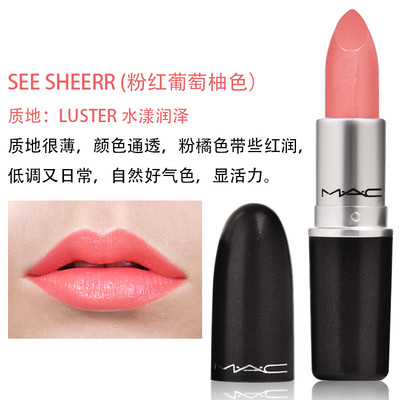 SEE SHEERR (粉红葡萄柚色)
质地：LUSTER 水漾润泽
质地很薄，颜色通透，粉橘色带些红润，
低调又日常，自然好气色，显活力。
MAC
MAC